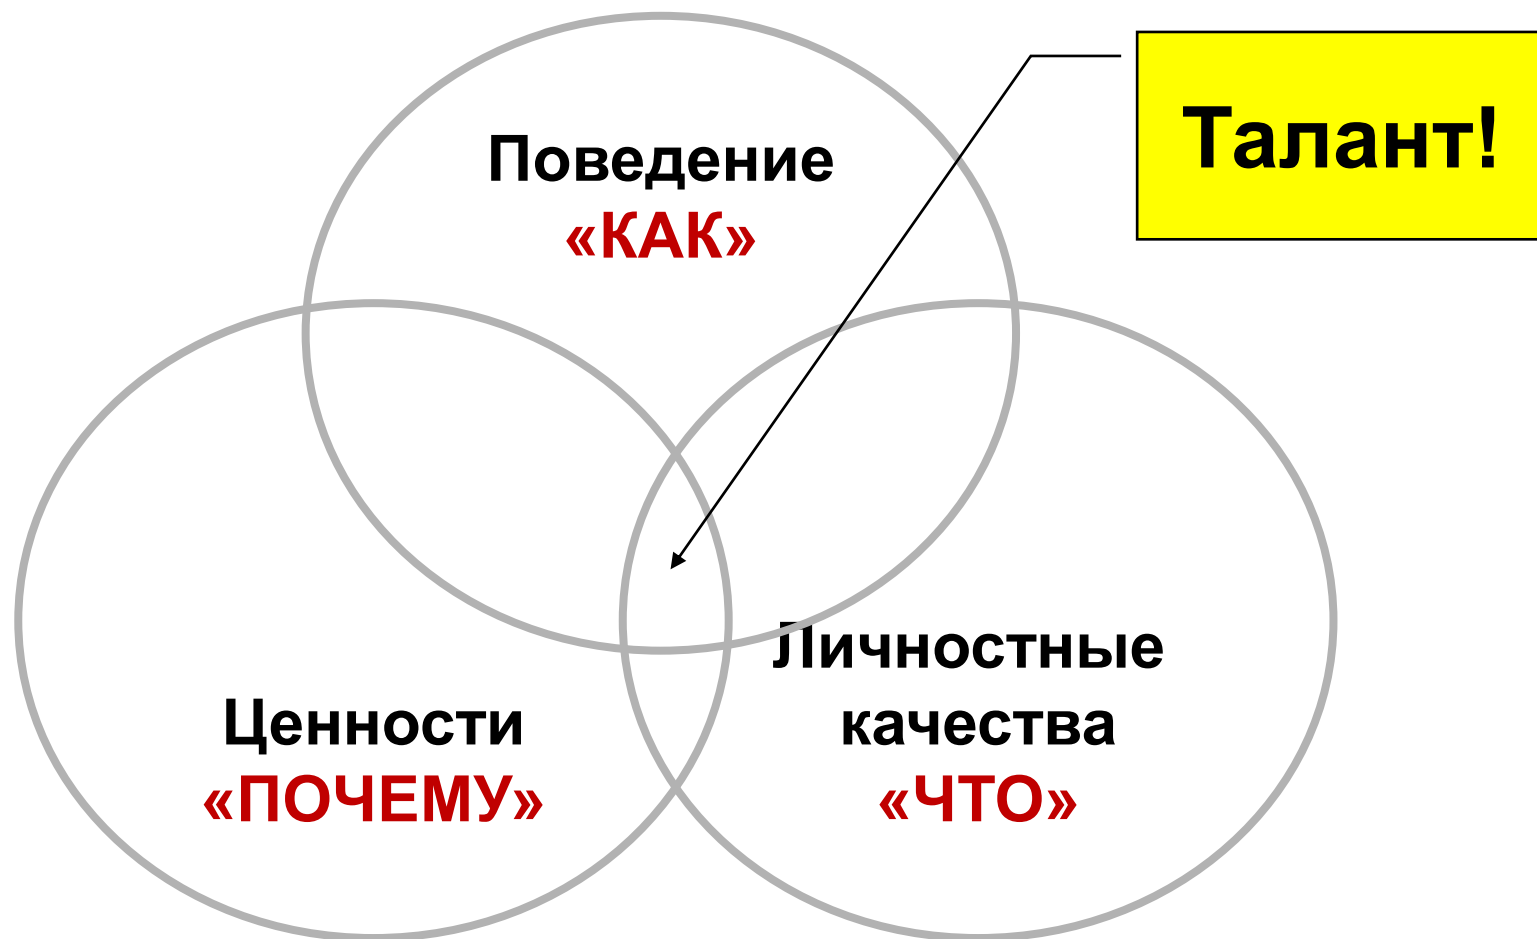 Поведение
«КАК»
Талант!
Ценности
«ПОЧЕМУ»
Личностные
качества
«ЧТО»